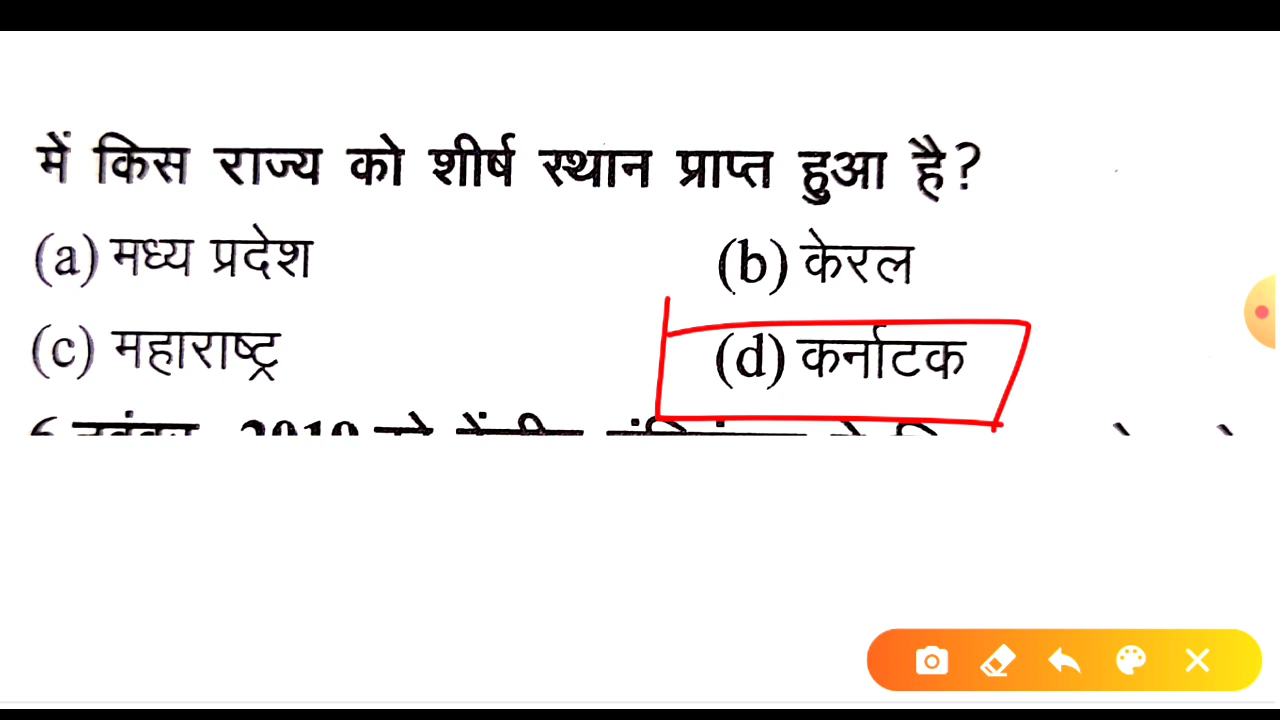 में किस राज्य को शीर्ष स्थान प्राप्त हुआ है?
(a) मध्य प्रदेश (b) केरल
(c) महाराष्ट्र (d) कर्नाटक